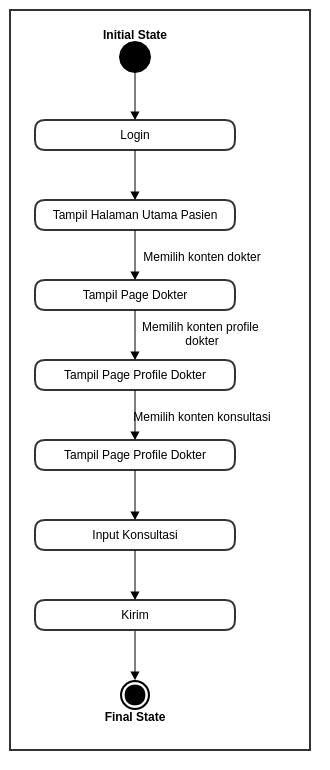 Initial State
Login
Tampil Halaman Utama Pasien
Memilih konten dokter
Tampil Page Dokter
Memilih konten profile
dokter
Tampil Page Profile Dokter
Memilih konten konsultasi
Tampil Page Profile Dokter
Input Konsultasi
Kirim
Final State